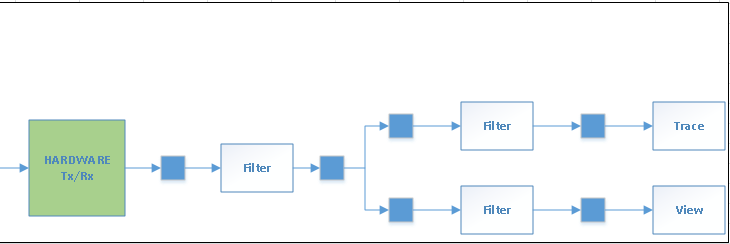 HARDWARE
Tx/Rx
Filter
Filter
Trace
Filter
View